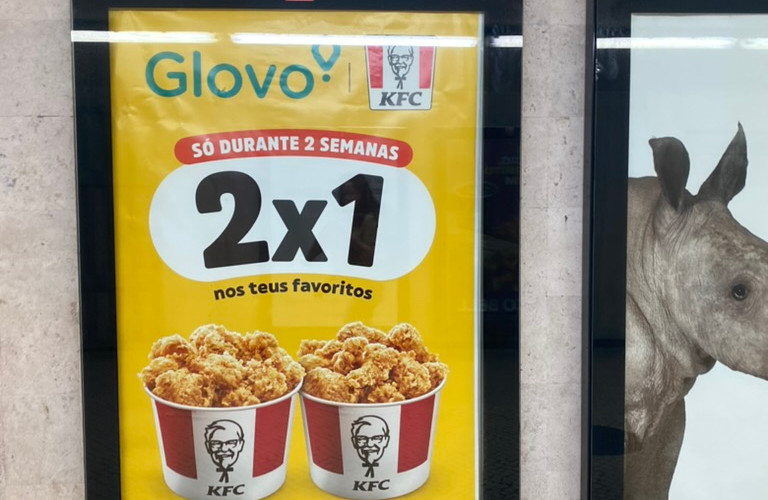 Glovo
KFC
SÓ DURANTE 2 SEMANAS
2x1
nos teus favoritos
KFC
KFC